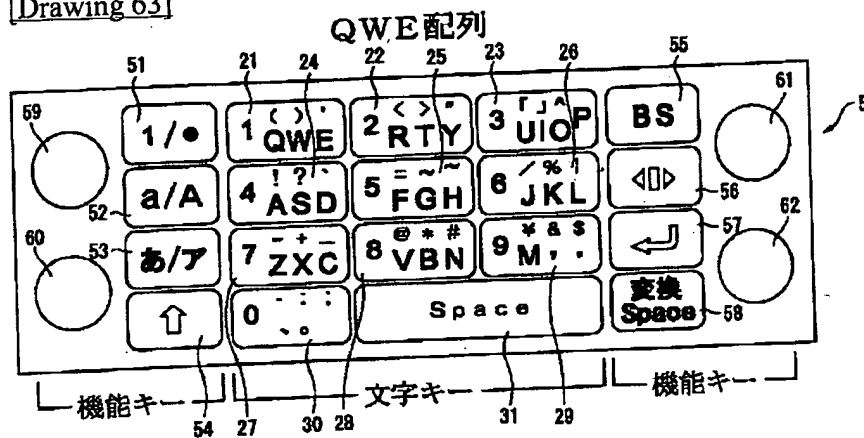 [Drawing 63]
QWE配列
51 21 24 22 25 23 26 55 61
59 1/● 1 ( ) ' QWE 2 < > " RTY 3 「 」 ^ UIOP BS 5
52 a/A 4 ! ? ` ASD 5 = ~ ~ FGH 6 / % | JKL ◁▯▷ 56
60 53 あ/ア 7 - + _ ZXC 8 @ * # VBN 9 ¥ & $ M , . 57 62
⇧ 0 - : ; 、 。 Space 変換 Space 58
機能キー 文字キー 機能キー
54 27 30 28 31 29